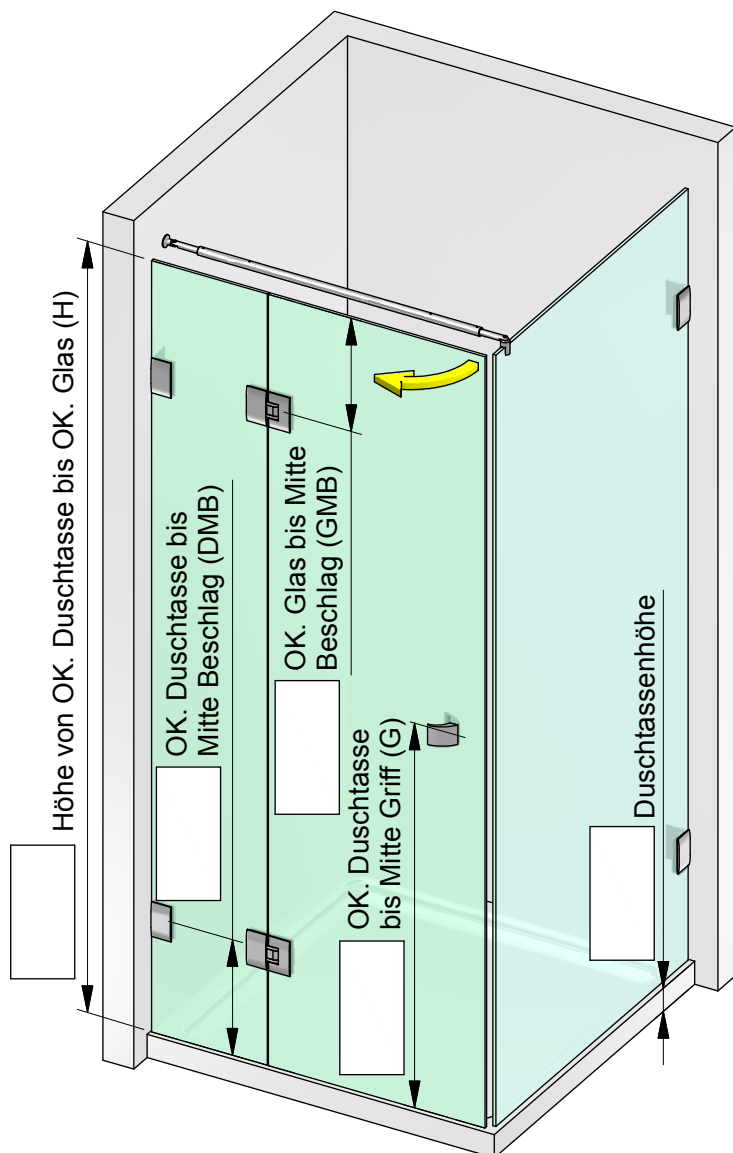 Höhe von OK. Duschtasse bis OK. Glas (H)
OK. Duschtasse bis
Mitte Beschlag (DMB)
OK. Glas bis Mitte
Beschlag (GMB)
OK. Duschtasse
bis Mitte Griff (G)
Duschtassenhöhe